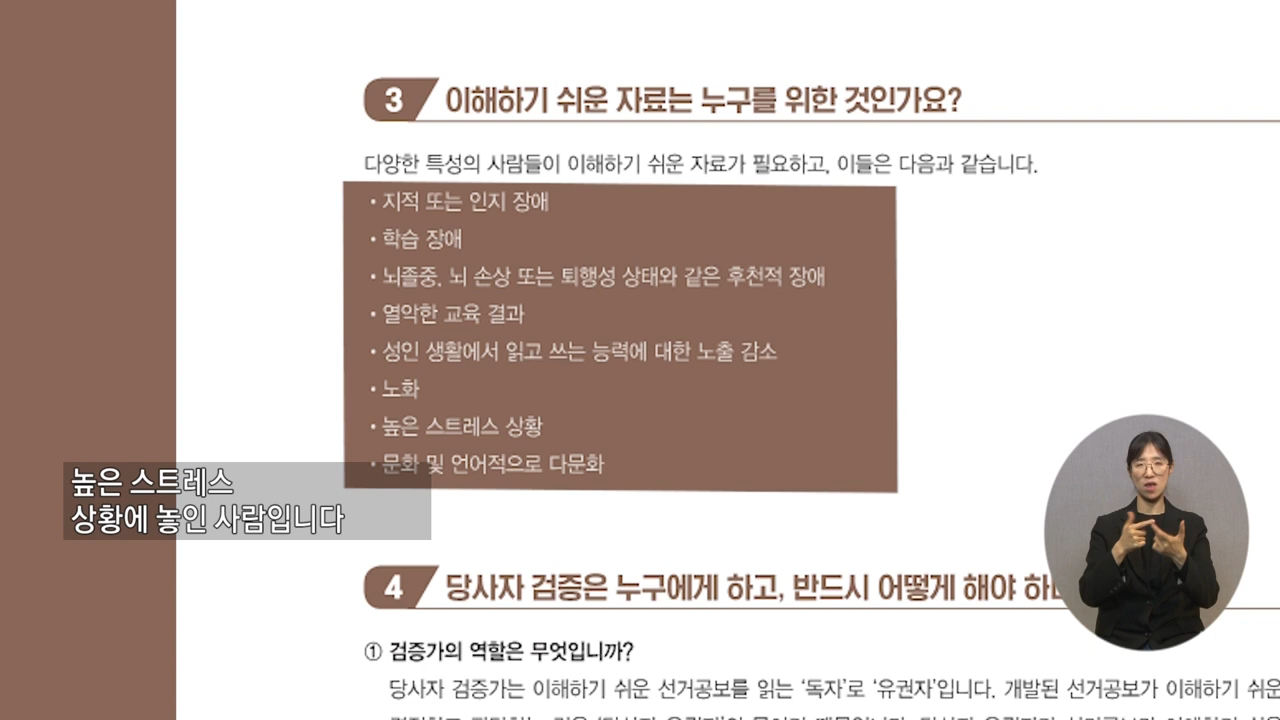 3 이해하기 쉬운 자료는 누구를 위한 것인가요?
다양한 특성의 사람들이 이해하기 쉬운 자료가 필요하고, 이들은 다음과 같습니다.
• 지적 또는 인지 장애
• 학습 장애
• 뇌졸중, 뇌 손상 또는 퇴행성 상태와 같은 후천적 장애
• 열악한 교육 결과
• 성인 생활에서 읽고 쓰는 능력에 대한 노출 감소
• 노화
• 높은 스트레스 상황
• 문화 및 언어적으로 다문화
높은 스트레스
상황에 놓인 사람입니다
4 당사자 검증은 누구에게 하고, 반드시 어떻게 해야 하
① 검증가의 역할은 무엇입니까?
당사자 검증가는 이해하기 쉬운 선거공보를 읽는 ‘독자’로 ‘유권자’입니다. 개발된 선거공보가 이해하기 쉬운